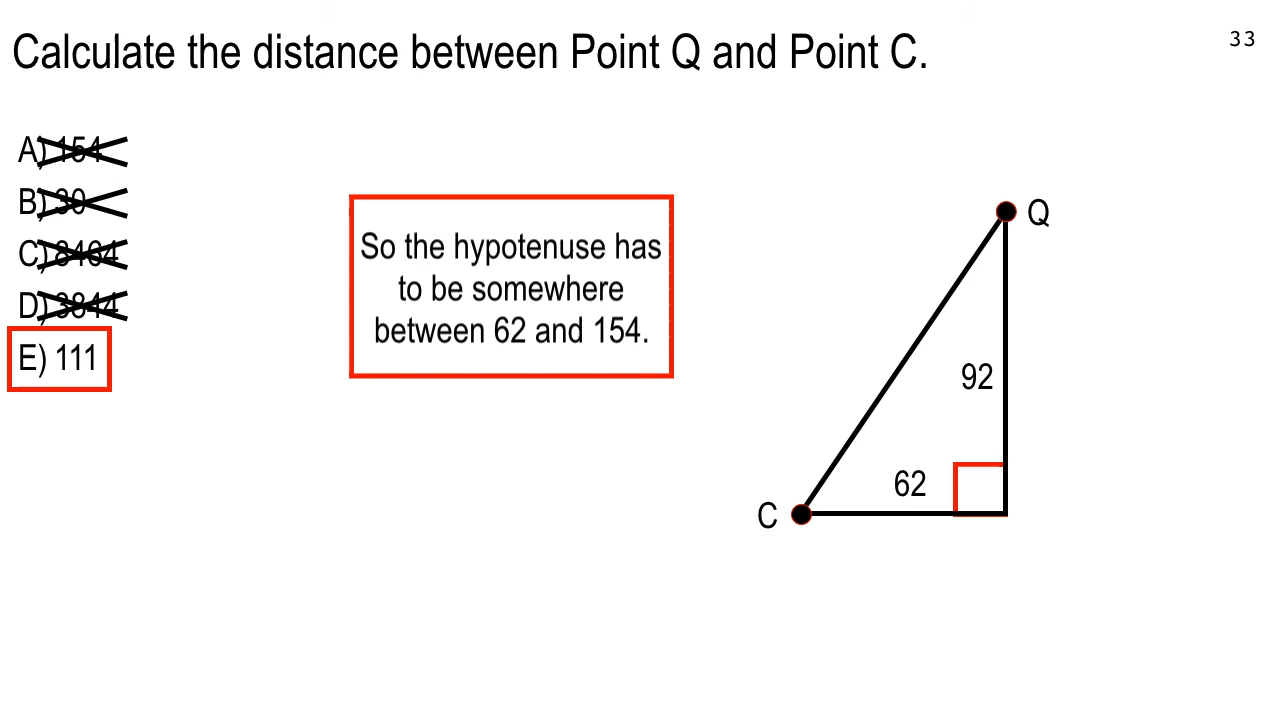 Calculate the distance between Point Q and Point C.
33
A) 154
B) 30
C) 8464
D) 3844
E) 111
So the hypotenuse has
to be somewhere
between 62 and 154.
Q
92
62
C